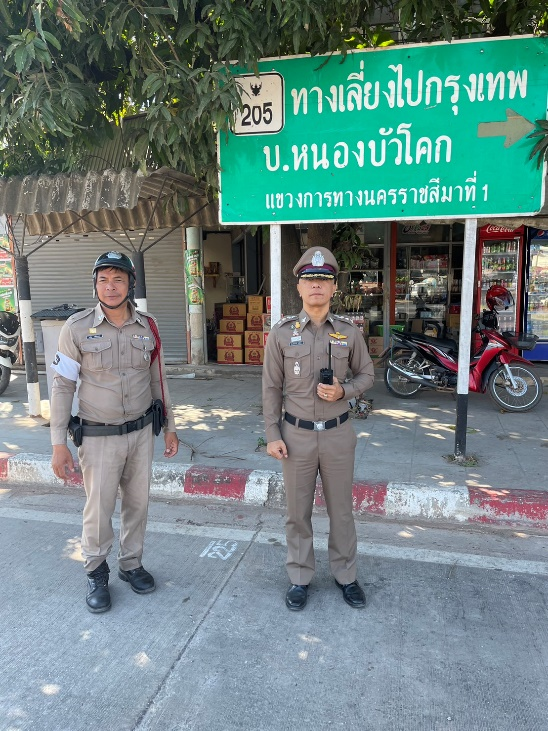 205
ทางเลี่ยงไปกรุงเทพ
บ.หนองบัวโคก
แขวงการทางนครราชสีมาที่ 1